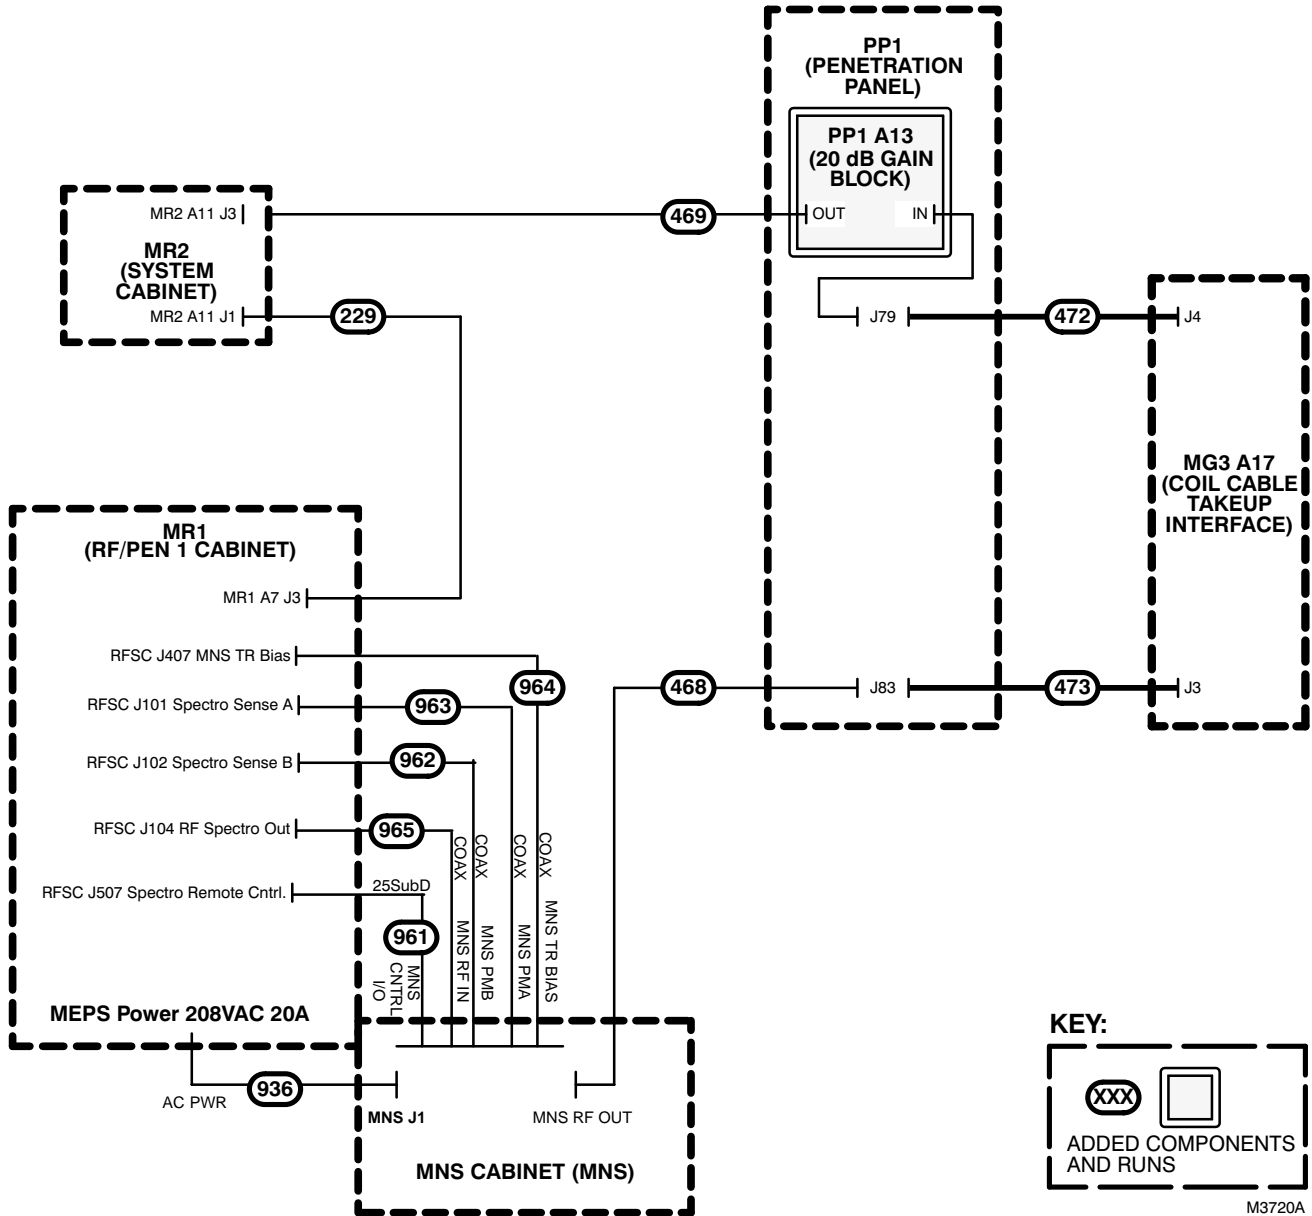 PP1
(PENETRATION
PANEL)
PP1 A13
(20 dB GAIN
BLOCK)
OUT
IN
MR2 A11 J3
469
MR2
(SYSTEM
CABINET)
MR2 A11 J1
229
J79
472
J4
MG3 A17
(COIL CABLE
TAKEUP
INTERFACE)
MR1
(RF/PEN 1 CABINET)
MR1 A7 J3
RFSC J407 MNS TR Bias
964
468
J83
473
J3
RFSC J101 Spectro Sense A
963
RFSC J102 Spectro Sense B
962
RFSC J104 RF Spectro Out
965
RFSC J507 Spectro Remote Cntrl.
25SubD
961
COAX
COAX
COAX
COAX
MNS
CNTRL
I/O
MNS RF IN
MNS PMB
MNS PMA
MNS TR BIAS
MEPS Power 208VAC 20A
AC PWR
936
MNS J1
MNS RF OUT
MNS CABINET (MNS)
KEY:
XXX
ADDED COMPONENTS
AND RUNS
M3720A